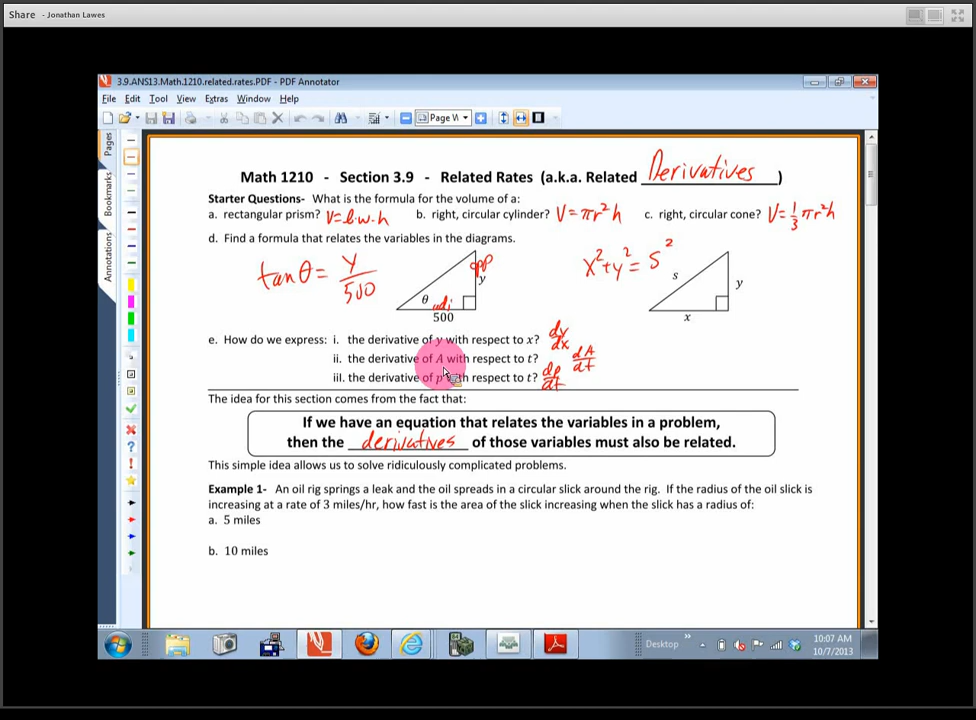 Share - Jonathan Lawes
3.9.ANS13.Math.1210.related.rates.PDF - PDF Annotator
File Edit Tool View Extras Window Help
Page W
Pages
Bookmarks
Annotations
Math 1210 - Section 3.9 - Related Rates (a.k.a. Related Derivatives)
Starter Questions- What is the formula for the volume of a:
a. rectangular prism? V=l·w·h b. right, circular cylinder? V=πr²h c. right, circular cone? V=1/3 πr²h
d. Find a formula that relates the variables in the diagrams.
tanθ = y/500
opp
y
θ
adj
500
x²+y²=s²
s
y
x
e. How do we express: i. the derivative of y with respect to x? dy/dx
ii. the derivative of A with respect to t? dA/dt
iii. the derivative of p with respect to t? dp/dt
The idea for this section comes from the fact that:
If we have an equation that relates the variables in a problem,
then the derivatives of those variables must also be related.
This simple idea allows us to solve ridiculously complicated problems.
Example 1- An oil rig springs a leak and the oil spreads in a circular slick around the rig. If the radius of the oil slick is
increasing at a rate of 3 miles/hr, how fast is the area of the slick increasing when the slick has a radius of:
a. 5 miles
b. 10 miles
Desktop
10:07 AM
10/7/2013